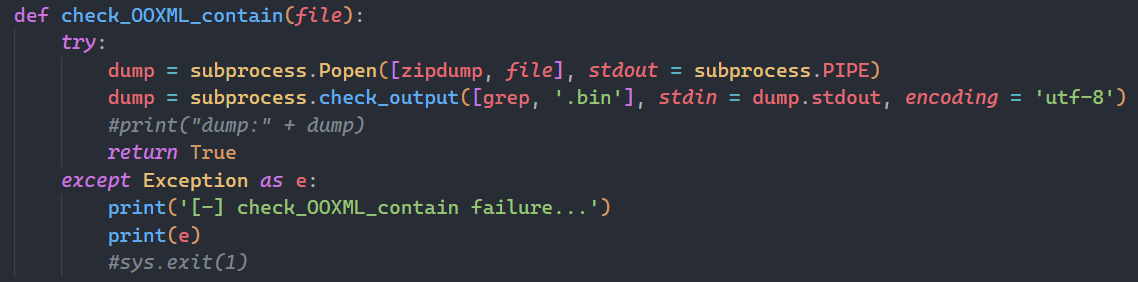 def check_OOXML_contain(file):
    try:
        dump = subprocess.Popen([zipdump, file], stdout = subprocess.PIPE)
        dump = subprocess.check_output([grep, '.bin'], stdin = dump.stdout, encoding = 'utf-8')
        #print("dump:" + dump)
        return True
    except Exception as e:
        print('[-] check_OOXML_contain failure...')
        print(e)
        #sys.exit(1)